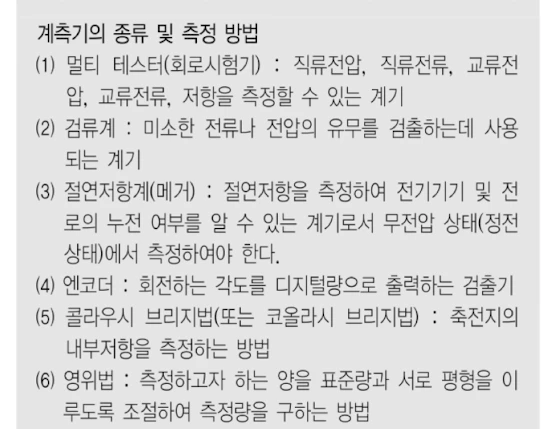 계측기의 종류 및 측정 방법
(1) 멀티 테스터(회로시험기) : 직류전압, 직류전류, 교류전
압, 교류전류, 저항을 측정할 수 있는 계기
(2) 검류계 : 미소한 전류나 전압의 유무를 검출하는데 사용
되는 계기
(3) 절연저항계(메거) : 절연저항을 측정하여 전기기기 및 전
로의 누전 여부를 알 수 있는 계기로서 무전압 상태(정전
상태)에서 측정하여야 한다.
(4) 엔코더 : 회전하는 각도를 디지털량으로 출력하는 검출기
(5) 콜라우시 브리지법(또는 코올라시 브리지법) : 축전지의
내부저항을 측정하는 방법
(6) 영위법 : 측정하고자 하는 양을 표준량과 서로 평형을 이
루도록 조절하여 측정량을 구하는 방법